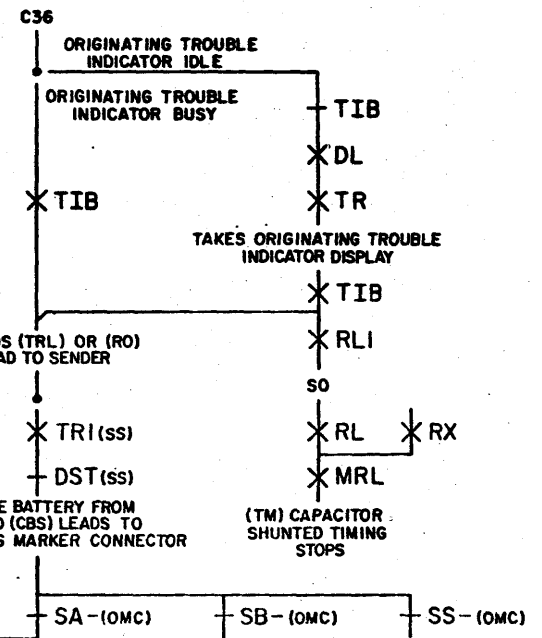 C36
ORIGINATING TROUBLE
INDICATOR IDLE
ORIGINATING TROUBLE
INDICATOR BUSY
TIB
DL
TIB
TR
TAKES ORIGINATING TROUBLE
INDICATOR DISPLAY
TIB
(TRL) OR (RO)
TO SENDER
RL1
SO
TR1(SS)
RL
RX
DST(SS)
MRL
BATTERY FROM
(CBS) LEADS TO
MARKER CONNECTOR
(TM) CAPACITOR
SHUNTED TIMING
STOPS
SA-(OMC)
SB-(OMC)
SS-(OMC)